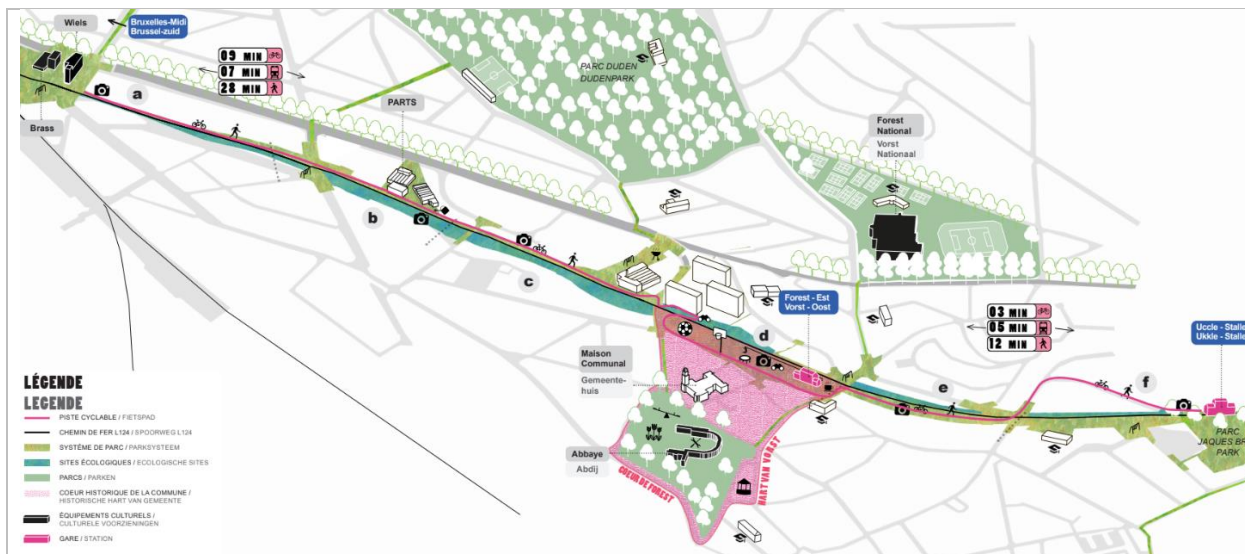 Wiels
Bruxelles-Midi
Brussel-zuid
09 MIN
07 MIN
28 MIN
a
Brass
PARTS
PARC DUDEN
DUDENPARK
Forest
National
Vorst
Nationaal
b
c
d
3
Forest - Est
Vorst - Oost
03 MIN
05 MIN
12 MIN
Uccle - Stalle
Ukkle - Stalle
e
f
Maison
Communal
Gemeente-
huis
Abbaye
Abdij
COEUR DE FOREST
HART VAN VORST
PARC
JAQUES BR
PARK
LÉGENDE
LEGENDE
PISTE CYCLABLE / FIETSPAD
CHEMIN DE FER L124 / SPOORWEG L124
SYSTÉME DE PARC / PARKSYSTEEM
SITES ÉCOLOGIQUES / ECOLOGISCHE SITES
PARCS / PARKEN
COEUR HISTORIQUE DE LA COMMUNE /
HISTORISCHE HART VAN GEMEENTE
ÉQUIPEMENTS CULTURELS /
CULTURELE VOORZIENINGEN
GARE / STATION